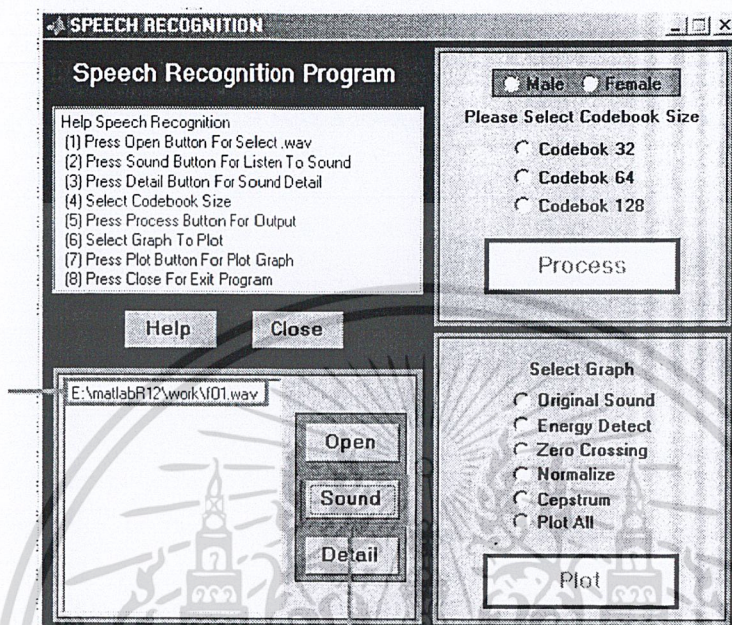 SPEECH RECOGNITION
Speech Recognition Program
Help Speech Recognition
(1) Press Open Button For Select .wav
(2) Press Sound Button For Listen To Sound
(3) Press Detail Button For Sound Detail
(4) Select Codebook Size
(5) Press Process Button For Output
(6) Select Graph To Plot
(7) Press Plot Button For Plot Graph
(8) Press Close For Exit Program
Help Close
E:\matlabR12\work\f01.wav
Open
Sound
Detail
Male Female
Please Select Codebook Size
Codebok 32
Codebok 64
Codebok 128
Process
Select Graph
Original Sound
Energy Detect
Zero Crossing
Normalize
Cepstrum
Plot All
Plot